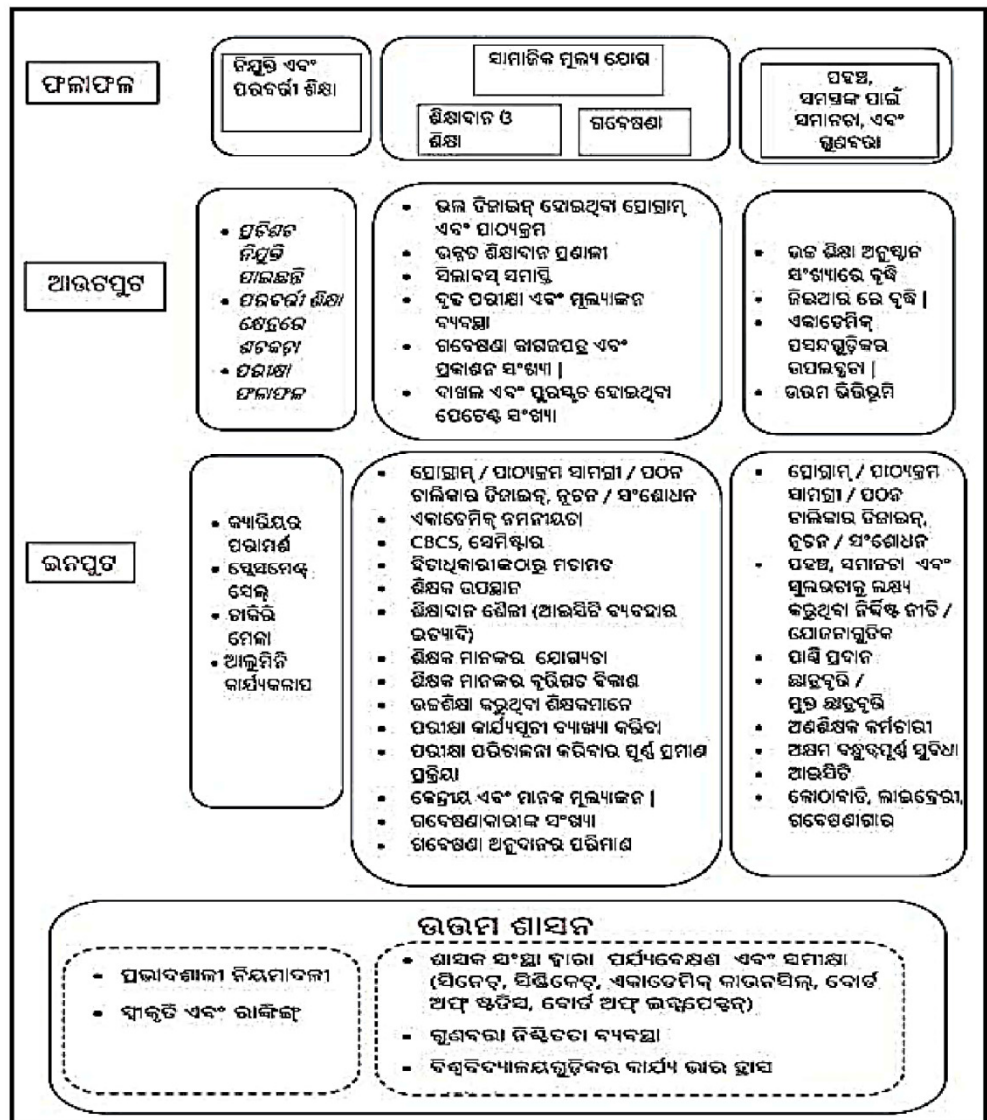 ଫଳାଫଳ
ନିଯୁକ୍ତି ଏବଂ
ପରବର୍ତ୍ତୀ ଶିକ୍ଷା
ସାମାଜିକ ମୂଲ୍ୟ ଯୋଗ
ଶିକ୍ଷାଦାନ ଓ
ଶିକ୍ଷା
ଗବେଷଣା
ପହଞ୍ଚ,
ସମସ୍ତଙ୍କ ପାଇଁ
ସମାନତା, ଏବଂ
ଗୁଣବତ୍ତା
ଆଉଟପୁଟ
• ପ୍ରତିଶତ
ନିଯୁକ୍ତି
ପାଇଛନ୍ତି
• ପରବର୍ତ୍ତୀ ଶିକ୍ଷା
କ୍ଷେତ୍ରରେ
ଶତକଡ଼ା
• ପରୀକ୍ଷା
ଫଳାଫଳ
• ଭଲ ଡିଜାଇନ୍ ହୋଇଥିବା ପ୍ରୋଗ୍ରାମ୍
ଏବଂ ପାଠ୍ୟକ୍ରମ
• ଉନ୍ନତ ଶିକ୍ଷାଦାନ ପ୍ରଣାଳୀ
• ସିଲାବସ୍ ସମାପ୍ତି
• ଦୃଢ ପରୀକ୍ଷା ଏବଂ ମୂଲ୍ୟାଙ୍କନ
ବ୍ୟବସ୍ଥା
• ଗବେଷଣା କାଗଜପତ୍ର ଏବଂ
ପ୍ରକାଶନ ସଂଖ୍ୟା |
• ଦାଖଲ ଏବଂ ପୁରସ୍କୃତ ହୋଇଥିବା
ପେଟେଣ୍ଟ ସଂଖ୍ୟା
• ଉଚ୍ଚ ଶିକ୍ଷା ଅନୁଷ୍ଠାନ
ସଂଖ୍ୟାରେ ବୃଦ୍ଧି
• ଜିଇଆର ରେ ବୃଦ୍ଧି |
• ଏକାଡେମିକ୍
ପସନ୍ଦଗୁଡ଼ିକର
ଉପଲବ୍ଧତା |
• ଉତ୍ତମ ଭିତ୍ତିଭୂମି
ଇନପୁଟ
• କ୍ୟାରିୟର
ପରାମର୍ଶ
• ପ୍ଲେସମେଣ୍ଟ
ସେଲ୍
• ଚାକିରି
ମେଳା
• ଆଲୁମିନି
କାର୍ଯ୍ୟକଳାପ
• ପ୍ରୋଗ୍ରାମ୍ / ପାଠ୍ୟକ୍ରମ ସାମଗ୍ରୀ / ପଠନ
ତାଲିକାର ଡିଜାଇନ୍, ନୂତନ / ସଂଶୋଧନ
• ଏକାଡେମିକ୍ ନମନୀୟତା
• CBCS, ସେମିଷ୍ଟାର
• ହିତାଧିକାରୀଙ୍କଠାରୁ ମତାମତ
• ଶିକ୍ଷକ ଉପସ୍ଥାନ
• ଶିକ୍ଷାଦାନ ଶୈଳୀ (ଆଇସିଟି ବ୍ୟବହାର
ଇତ୍ୟାଦି)
• ଶିକ୍ଷକ ମାନଙ୍କର ଯୋଗ୍ୟତା
• ଶିକ୍ଷକ ମାନଙ୍କର ବୃତ୍ତିଗତ ବିକାଶ
• ଉଚ୍ଚଶିକ୍ଷା କରୁଥିବା ଶିକ୍ଷକମାନେ
• ପରୀକ୍ଷା କାର୍ଯ୍ୟସୂଚୀ ବ୍ୟାଖ୍ୟା କରିବା
• ପରୀକ୍ଷା ପରିଚାଳନା କରିବାର ପୂର୍ଣ୍ଣ ପ୍ରମାଣ
ପ୍ରକ୍ରିୟା
• କେନ୍ଦ୍ରୀୟ ଏବଂ ମାନକ ମୂଲ୍ୟାଙ୍କନ |
• ଗବେଷଣାକାରୀଙ୍କ ସଂଖ୍ୟା
• ଗବେଷଣା ଅନୁଦାନର ପରିମାଣ
• ପ୍ରୋଗ୍ରାମ୍ / ପାଠ୍ୟକ୍ରମ
ସାମଗ୍ରୀ / ପଠନ
ତାଲିକାର ଡିଜାଇନ୍,
ନୂତନ / ସଂଶୋଧନ
• ପହଞ୍ଚ, ସମାନତା ଏବଂ
ସୁଲଭତାକୁ ଲକ୍ଷ୍ୟ
କରୁଥିବା ନିର୍ଦ୍ଦିଷ୍ଟ ନୀତି /
ଯୋଜନାଗୁଡିକ
• ପାଣ୍ଠି ପ୍ରଦାନ
• ଛାତ୍ରବୃତ୍ତି /
ମୁକ୍ତ ଛାତ୍ରବୃତ୍ତି
• ଅଣଶିକ୍ଷକ କର୍ମଚାରୀ
• ଅକ୍ଷମ ବନ୍ଧୁତ୍ୱପୂର୍ଣ୍ଣ ସୁବିଧା
• ଆଇସିଟି
• କୋଠାବାଡି, ଲାଇବ୍ରେରୀ,
ଗବେଷଣାଗାର
ଉତ୍ତମ ଶାସନ
• ପ୍ରଭାବଶାଳୀ ନିୟମାବଳୀ
• ସ୍ୱୀକୃତି ଏବଂ ରାଙ୍କିଙ୍ଗ୍
• ଶାସକ ସଂସ୍ଥା ଦ୍ୱାରା ପର୍ଯ୍ୟବେକ୍ଷଣ ଏବଂ ସମୀକ୍ଷା
(ସିନେଟ୍, ସିଣ୍ଡିକେଟ୍, ଏକାଡେମିକ୍ କାଉନସିଲ୍, ବୋର୍ଡ
ଅଫ୍ ଷ୍ଟଡିସ, ବୋର୍ଡ ଅଫ୍ ଇନ୍ସପେକ୍ଟନ୍)
• ଗୁଣବତ୍ତା ନିଶ୍ଚିତତା ବ୍ୟବସ୍ଥା
• ବିଶ୍ୱବିଦ୍ୟାଳୟଗୁଡ଼ିକର କାର୍ଯ୍ୟ ଭାର ହ୍ରାସ